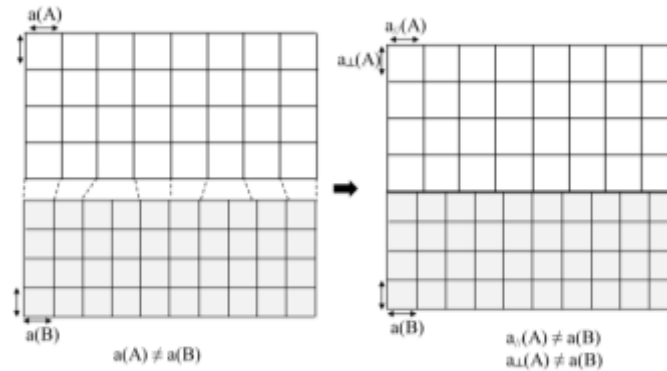 a(A)
a(B)
a(A) ≠ a(B)
a∥(A)
a⊥(A)
a(B)
a∥(A) ≠ a(B)
a⊥(A) ≠ a(B)